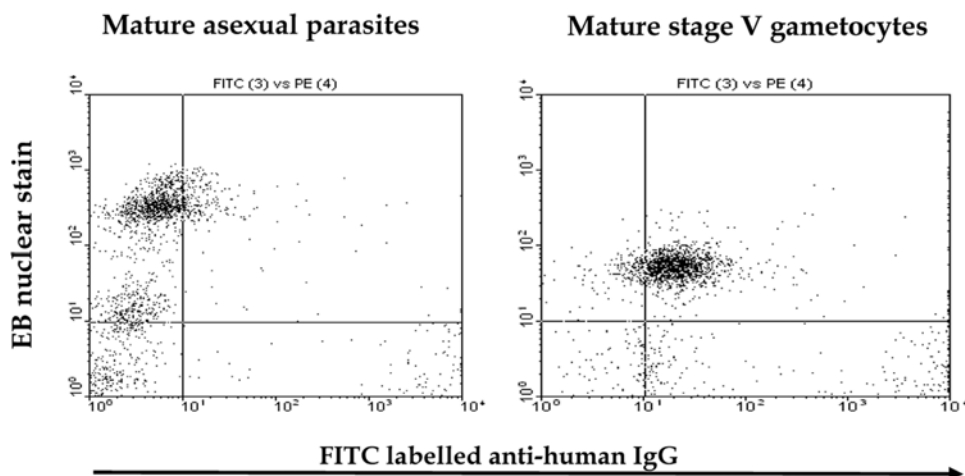 Mature asexual parasites
Mature stage V gametocytes
FITC (3) vs PE (4)
FITC (3) vs PE (4)
EB nuclear stain
10⁴
10³
10²
10¹
10⁰
10⁰ 10¹ 10² 10³ 10⁴
10⁴
10³
10²
10¹
10⁰
10⁰ 10¹ 10² 10³ 10⁴
FITC labelled anti-human IgG